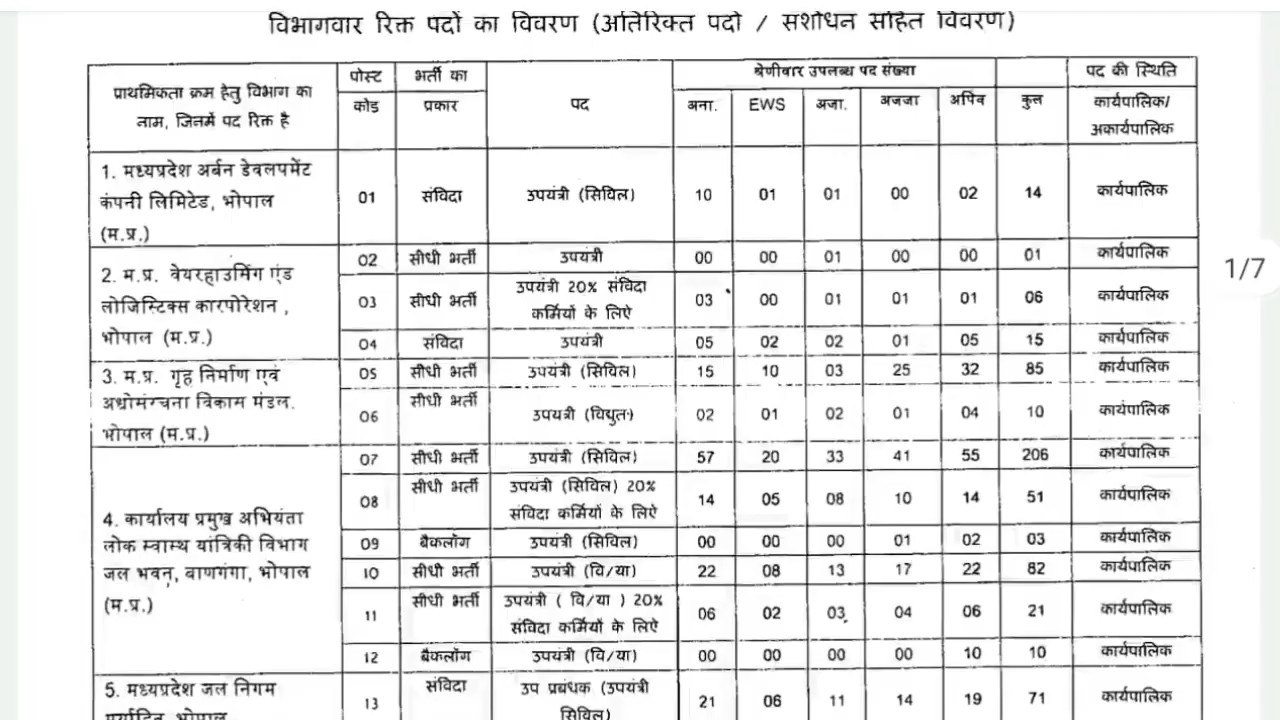 विभागवार रिक्त पदों का विवरण (अतिरिक्त पदों / संशोधन सहित विवरण)
प्राथमिकता क्रम हेतु विभाग का नाम, जिनमें पद रिक्त है पोस्ट कोड भर्ती का प्रकार पद श्रेणीवार उपलब्ध पद संख्या पद की स्थिति
अना. EWS अजा. अजजा अपिव कुल कार्यपालिक/ अकार्यपालिक
1. मध्यप्रदेश अर्बन डेवलपमेंट
कंपनी लिमिटेड, भोपाल
(म.प्र.)
01 संविदा उपयंत्री (सिविल) 10 01 01 00 02 14 कार्यपालिक
2. म.प्र. वेयरहाउसिंग एंड
लोजिस्टिक्स कारपोरेशन ,
भोपाल (म.प्र.)
02 सीधी भर्ती उपयंत्री 00 00 01 00 00 01 कार्यपालिक
03 सीधी भर्ती उपयंत्री 20% संविदा कर्मियों के लिऐ 03 00 01 01 01 06 कार्यपालिक
04 संविदा उपयंत्री 05 02 02 01 05 15 कार्यपालिक
3. म.प्र. गृह निर्माण एवं
अधोसंरचना विकास मंडल.
भोपाल (म.प्र.)
05 सीधी भर्ती उपयंत्री (सिविल) 15 10 03 25 32 85 कार्यपालिक
06 सीधी भर्ती उपयंत्री (विधुत) 02 01 02 01 04 10 कार्यपालिक
4. कार्यालय प्रमुख अभियंता
लोक स्वास्थ यांत्रिकी विभाग
जल भवन, बाणगंगा, भोपाल
(म.प्र.)
07 सीधी भर्ती उपयंत्री (सिविल) 57 20 33 41 55 206 कार्यपालिक
08 सीधी भर्ती उपयंत्री (सिविल) 20% संविदा कर्मियों के लिऐ 14 05 08 10 14 51 कार्यपालिक
09 बैकलॉग उपयंत्री (सिविल) 00 00 00 01 02 03 कार्यपालिक
10 सीधी भर्ती उपयंत्री (वि/या) 22 08 13 17 22 82 कार्यपालिक
11 सीधी भर्ती उपयंत्री ( वि/या ) 20% संविदा कर्मियों के लिऐ 06 02 03 04 06 21 कार्यपालिक
12 बैकलॉग उपयंत्री (वि/या) 00 00 00 00 10 10 कार्यपालिक
5. मध्यप्रदेश जल निगम
13 संविदा उप प्रबंधक (उपयंत्री सिविल) 21 06 11 14 19 71 कार्यपालिक
1/7